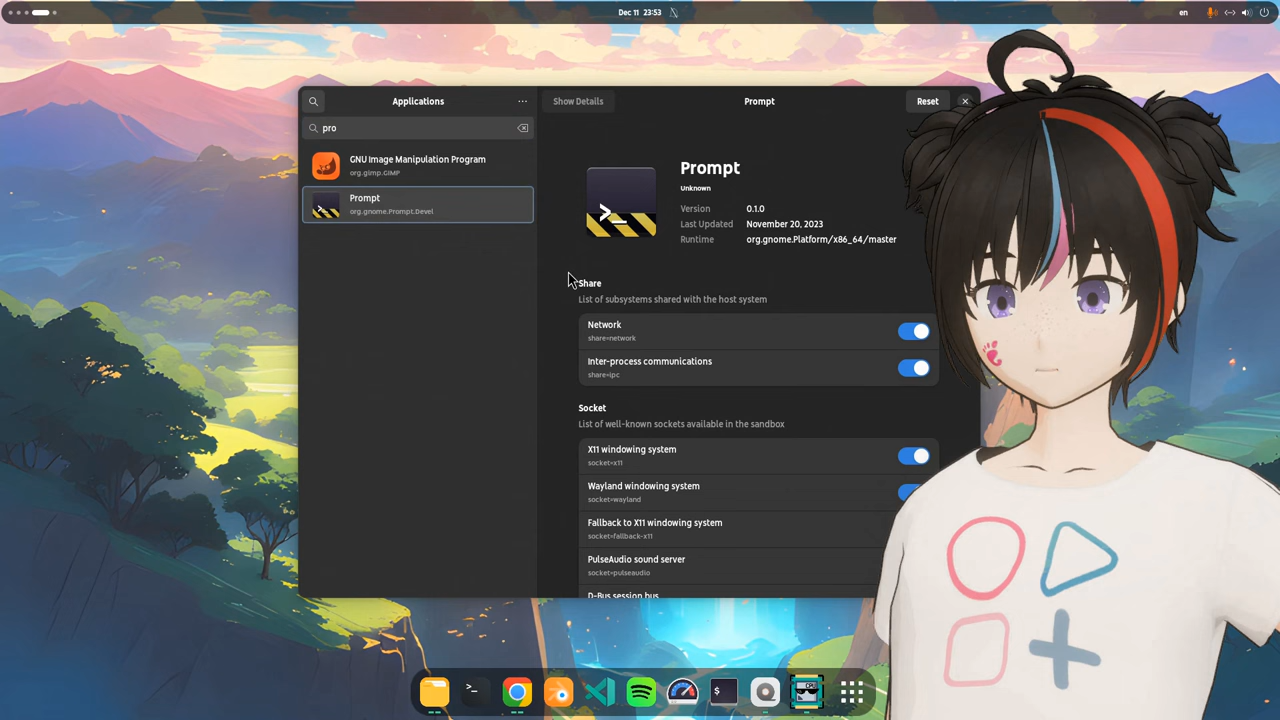 Dec 11 23:53
en
Applications
Show Details
Prompt
Reset
pro
GNU Image Manipulation Program
org.gimp.GIMP
Prompt
org.gnome.Prompt.Devel
Prompt
Unknown
Version 0.1.0
Last Updated November 20, 2023
Runtime org.gnome.Platform/x86_64/master
Share
List of subsystems shared with the host system
Network
share=network
Inter-process communications
share=ipc
Socket
List of well-known sockets available in the sandbox
X11 windowing system
socket=x11
Wayland windowing system
socket=wayland
Fallback to X11 windowing system
socket=fallback-x11
PulseAudio sound server
socket=pulseaudio
D-Bus session bus